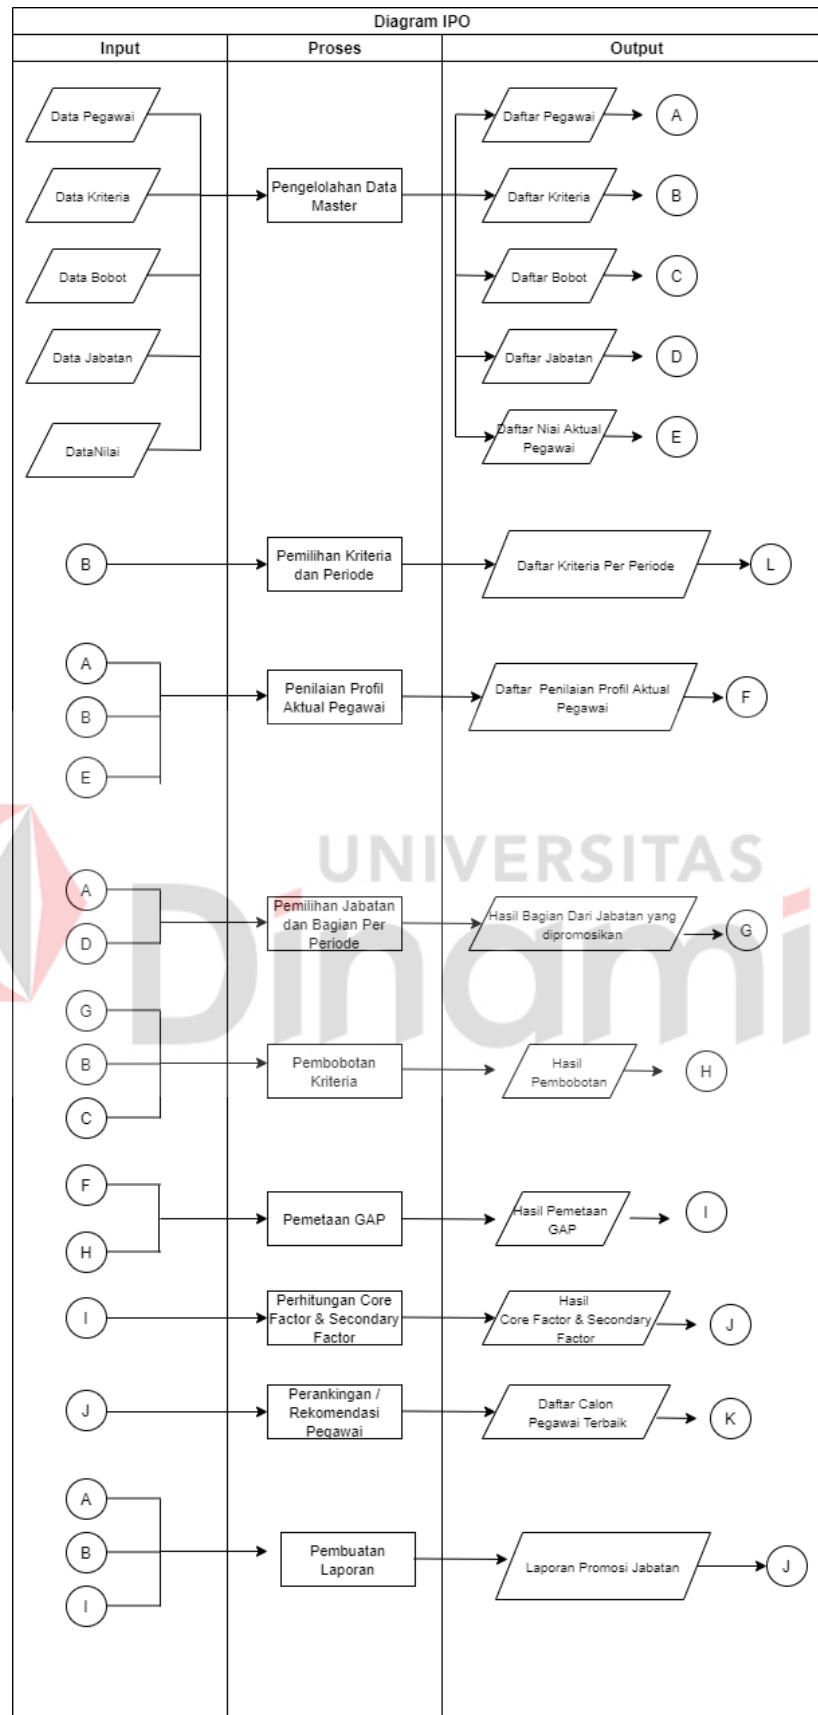 Diagram IPO
Input
Proses
Output
Data Pegawai
Daftar Pegawai
A
Data Kriteria
Pengelolahan Data
Master
Daftar Kriteria
B
Data Bobot
Daftar Bobot
C
Data Jabatan
Daftar Jabatan
D
DataNilai
Daftar Niai Aktual
Pegawai
E
B
Pemilihan Kriteria
dan Periode
Daftar Kriteria Per Periode
L
A
B
E
Penilaian Profil
Aktual Pegawai
Daftar Penilaian Profil Aktual
Pegawai
F
UNIVERSITAS
Dinami
A
D
Pemilihan Jabatan
dan Bagian Per
Periode
Hasil Bagian Dari Jabatan yang
dipromosikan
G
G
B
C
Pembobotan
Kriteria
Hasil
Pembobotan
H
F
H
Pemetaan GAP
Hasil Pemetaan
GAP
I
I
Perhitungan Core
Factor & Secondary
Factor
Hasil
Core Factor & Secondary
Factor
J
J
Perankingan /
Rekomendasi
Pegawai
Daftar Calon
Pegawai Terbaik
K
A
B
I
Pembuatan
Laporan
Laporan Promosi Jabatan
J